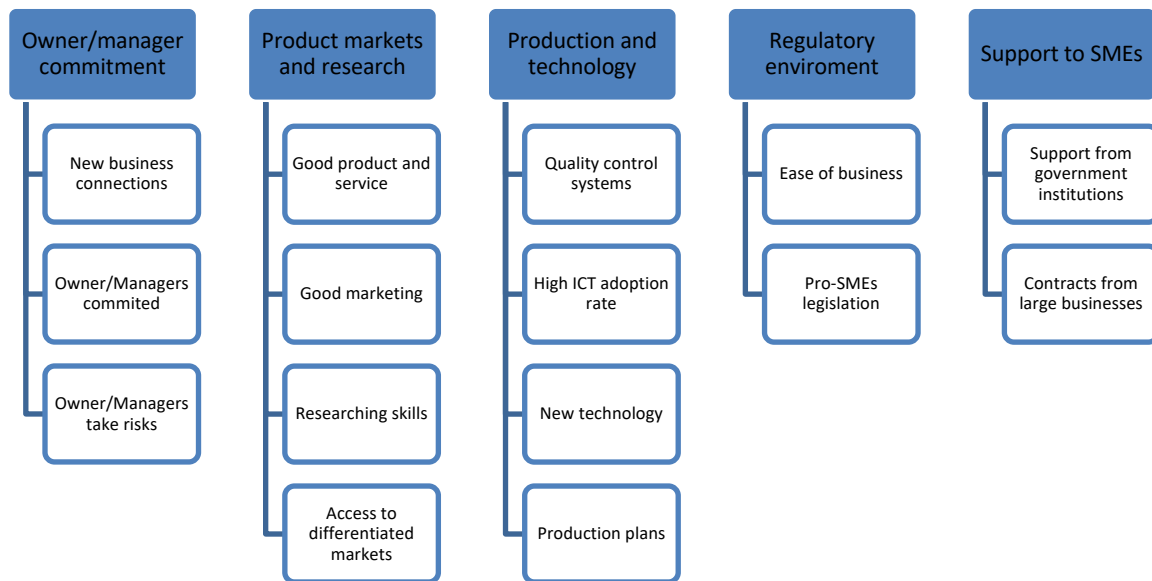 Owner/manager
commitment
New business
connections
Owner/Managers
commited
Owner/Managers
take risks
Product markets
and research
Good product and
service
Good marketing
Researching skills
Access to
differentiated
markets
Production and
technology
Quality control
systems
High ICT adoption
rate
New technology
Production plans
Regulatory
enviroment
Ease of business
Pro-SMEs
legislation
Support to SMEs
Support from
government
institutions
Contracts from
large businesses